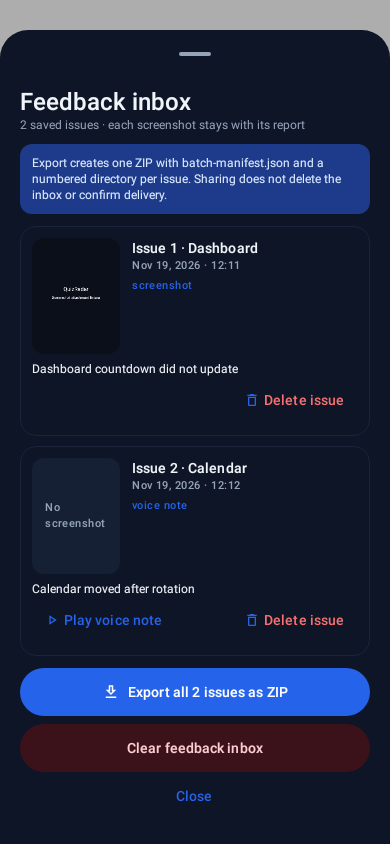 Feedback inbox
2 saved issues · each screenshot stays with its report
Export creates one ZIP with batch-manifest.json and a
numbered directory per issue. Sharing does not delete the
inbox or confirm delivery.
Issue 1 · Dashboard
Nov 19, 2026 · 12:11
screenshot
Dashboard countdown did not update
Delete issue
Issue 2 · Calendar
Nov 19, 2026 · 12:12
voice note
No
screenshot
Calendar moved after rotation
Play voice note
Delete issue
Export all 2 issues as ZIP
Clear feedback inbox
Close